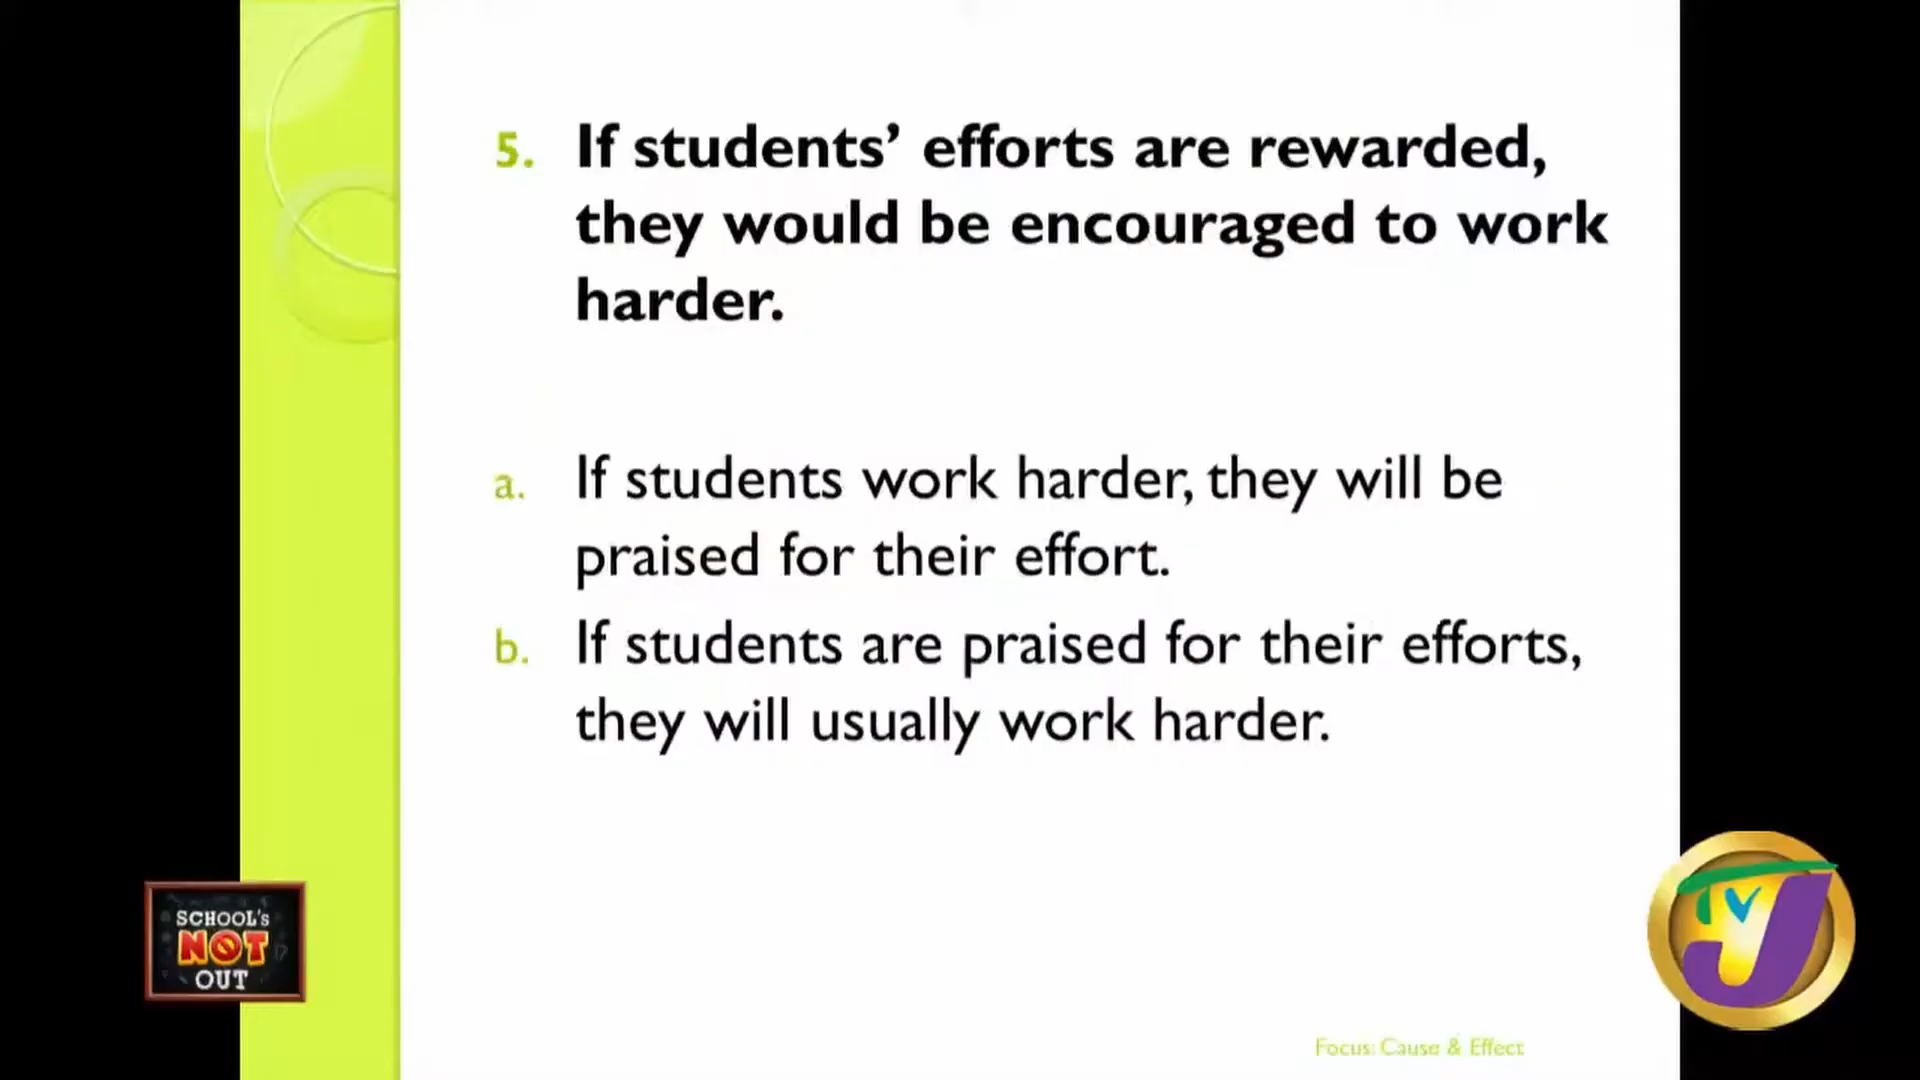 5. If students’ efforts are rewarded,
they would be encouraged to work
harder.
a. If students work harder, they will be
praised for their effort.
b. If students are praised for their efforts,
they will usually work harder.
SCHOOL's
NOT
OUT
TVJ
Focus: Cause & Effect